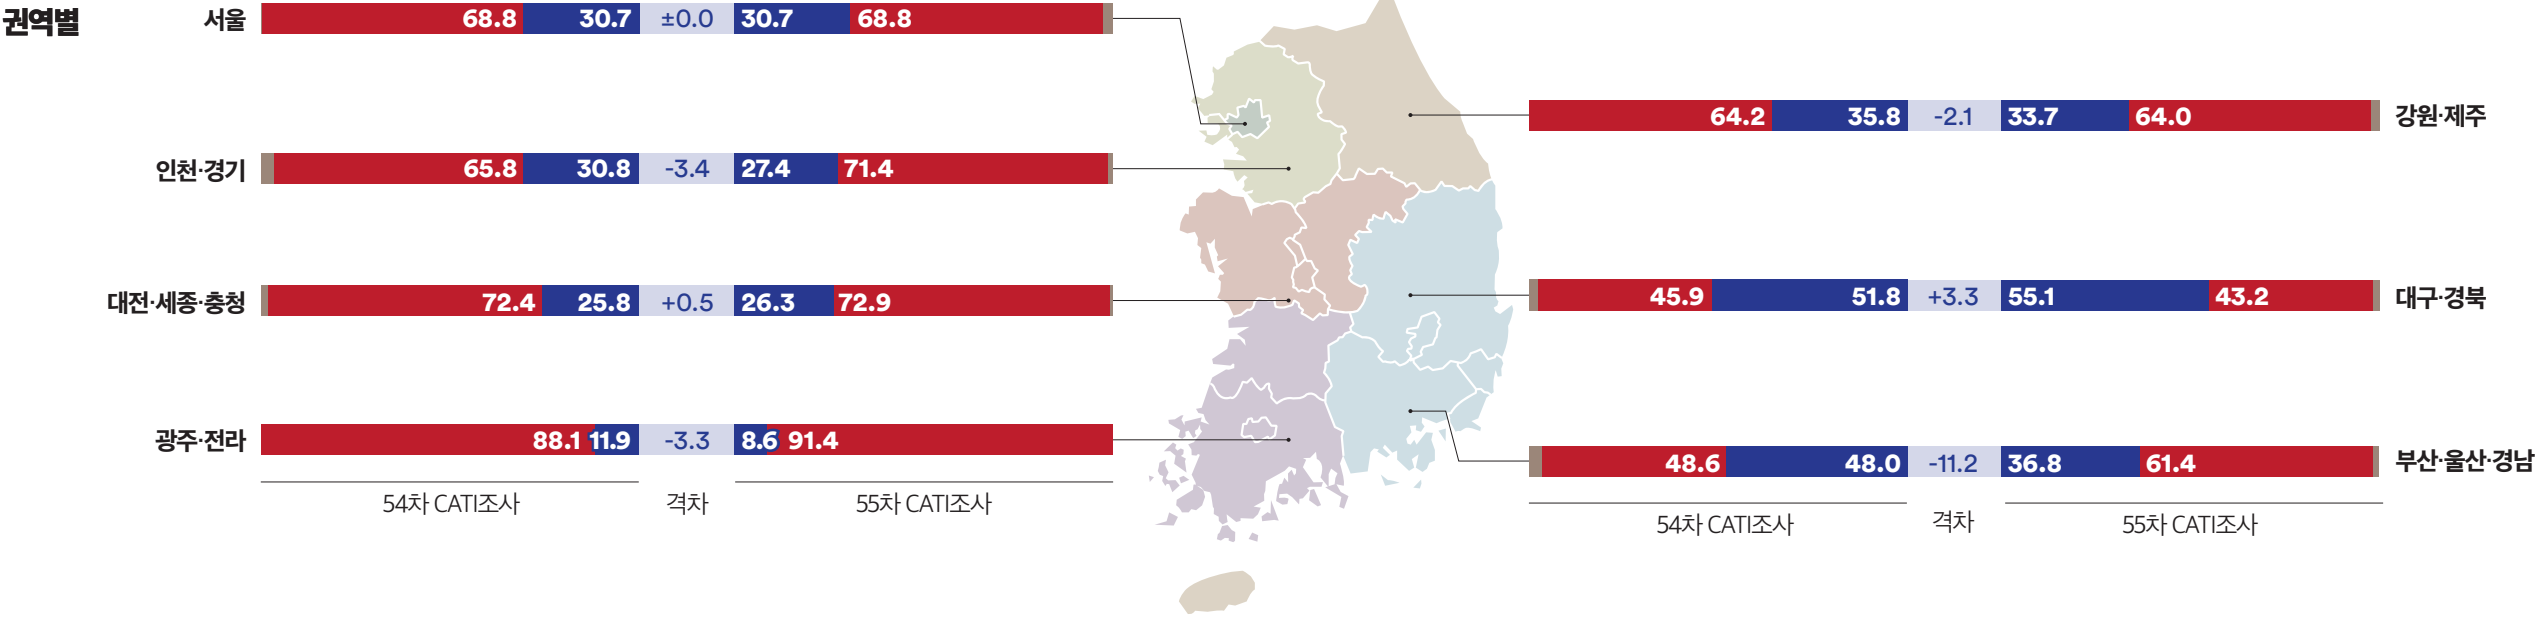 권역별
서울 68.8 30.7 ±0.0 30.7 68.8
인천·경기 65.8 30.8 -3.4 27.4 71.4
대전·세종·충청 72.4 25.8 +0.5 26.3 72.9
광주·전라 88.1 11.9 -3.3 8.6 91.4
54차 CATI조사 격차 55차 CATI조사
64.2 35.8 -2.1 33.7 64.0 강원·제주
45.9 51.8 +3.3 55.1 43.2 대구·경북
48.6 48.0 -11.2 36.8 61.4 부산·울산·경남
54차 CATI조사 격차 55차 CATI조사